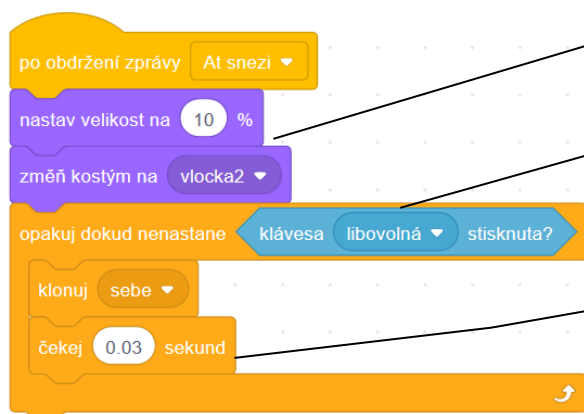 po obdržení zprávy At snezi
nastav velikost na 10 %
změň kostým na vlocka2
opakuj dokud nenastane klávesa libovolná stisknuta?
klonuj sebe
čekej 0.03 sekund